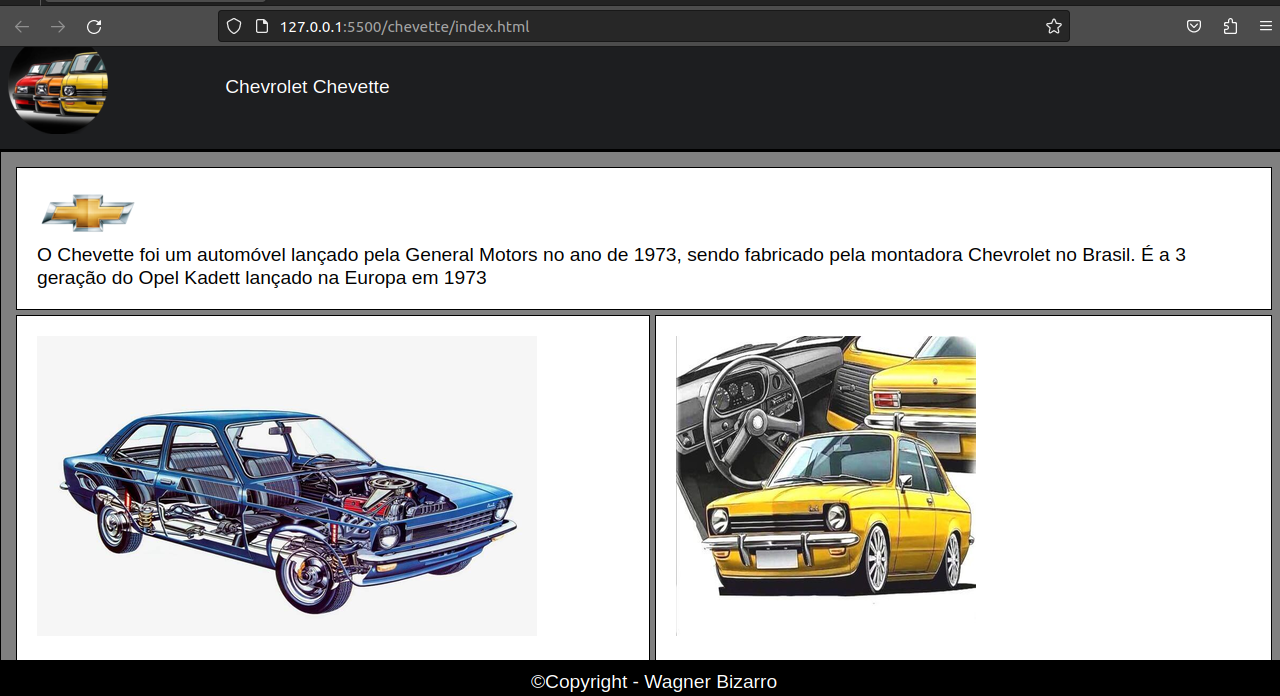 127.0.0.1:5500/chevette/index.html
Chevrolet Chevette
O Chevette foi um automóvel lançado pela General Motors no ano de 1973, sendo fabricado pela montadora Chevrolet no Brasil. É a 3
geração do Opel Kadett lançado na Europa em 1973
©Copyright - Wagner Bizarro